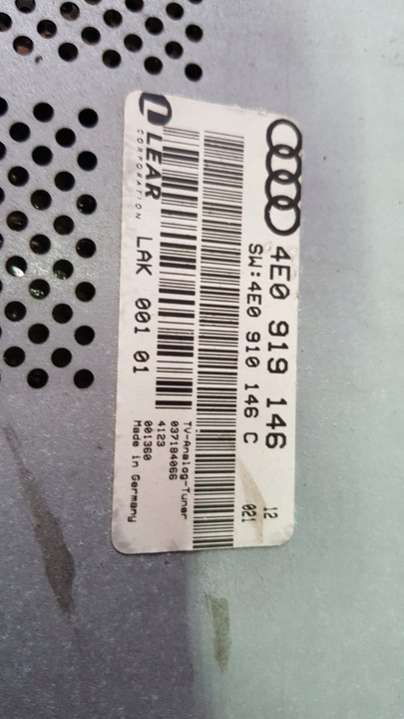 4E0 919 146
SW:4E0 910 146 C
12
021
LEAR
CORPORATION
LAK 001 01
TV-Analog-Tuner
037184066
4123
001360
Made in Germany